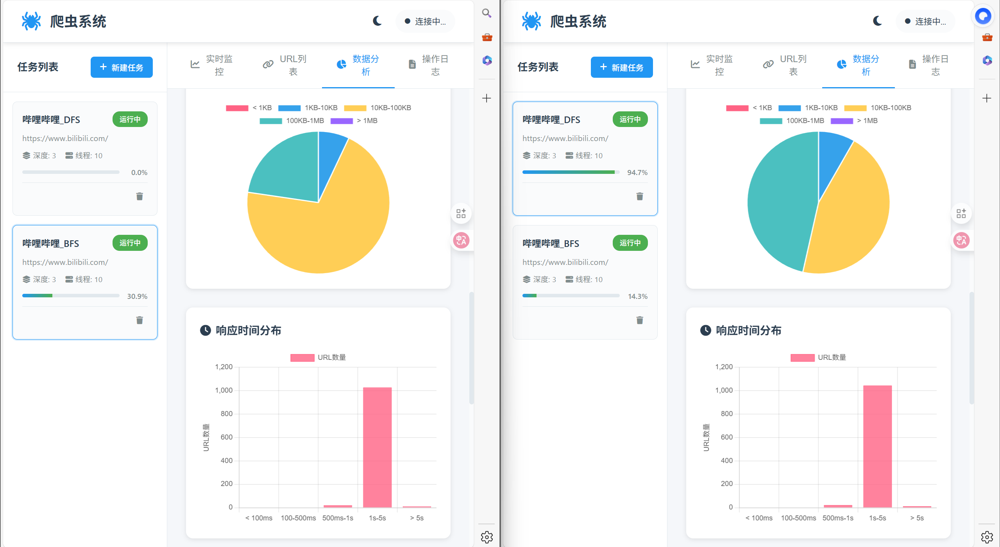 爬虫系统
连接中...
任务列表
新建任务
实时监控
URL列表
数据分析
操作日志
哔哩哔哩_DFS
运行中
https://www.bilibili.com/
深度: 3 线程: 10
0.0%
哔哩哔哩_BFS
运行中
https://www.bilibili.com/
深度: 3 线程: 10
30.9%
< 1KB 1KB-10KB 10KB-100KB
100KB-1MB > 1MB
响应时间分布
URL数量
1,200
1,000
800
600
400
200
0
URL数量
< 100ms 100-500ms 500ms-1s 1s-5s > 5s
中A
爬虫系统
连接中...
任务列表
新建任务
实时监控
URL列表
数据分析
操作日志
哔哩哔哩_DFS
运行中
https://www.bilibili.com/
深度: 3 线程: 10
94.7%
哔哩哔哩_BFS
运行中
https://www.bilibili.com/
深度: 3 线程: 10
14.3%
< 1KB 1KB-10KB 10KB-100KB
100KB-1MB > 1MB
响应时间分布
URL数量
1,200
1,000
800
600
400
200
0
URL数量
< 100ms 100-500ms 500ms-1s 1s-5s > 5s
中A